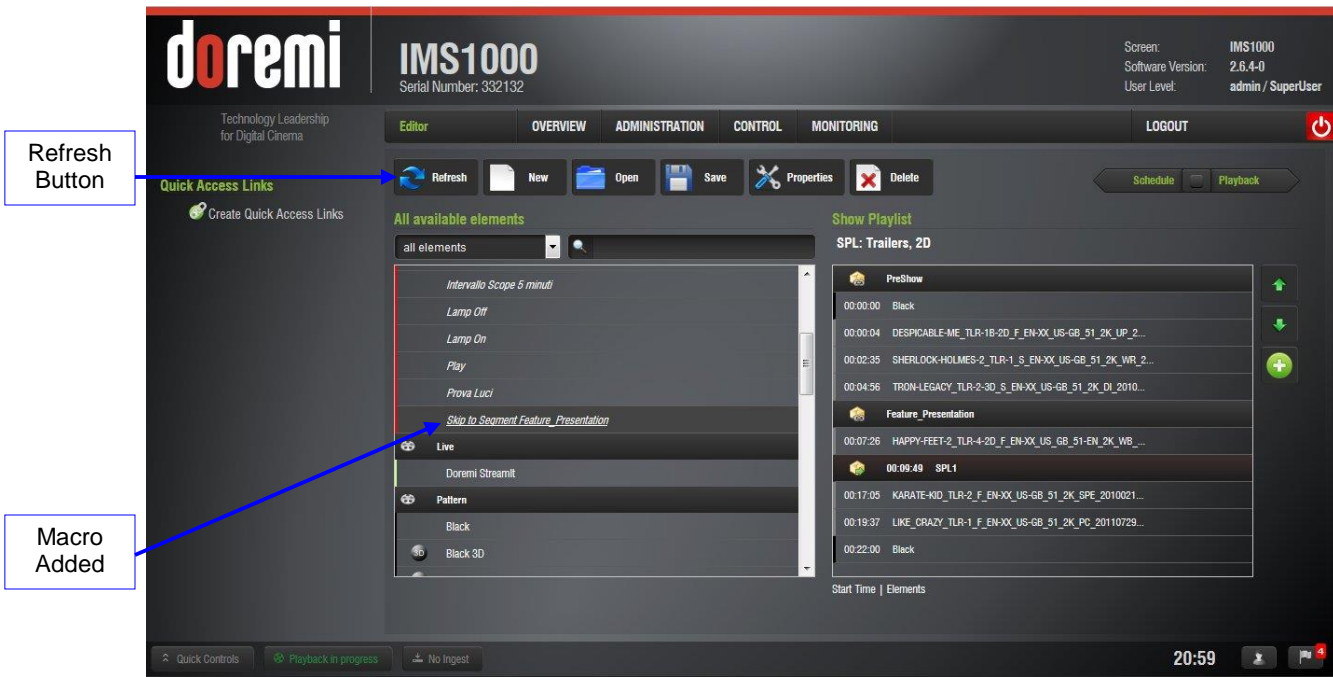 doremi
Technology Leadership
for Digital Cinema
IMS1000
Serial Number: 332132
Screen: IMS1000
Software Version: 2.6.4-0
User Level: admin / SuperUser
Editor OVERVIEW ADMINISTRATION CONTROL MONITORING LOGOUT
Refresh
Button
Quick Access Links
Create Quick Access Links
Refresh New Open Save Properties Delete
Schedule Playback
All available elements
all elements
Intervallo Scope 5 minuti
Lamp Off
Lamp On
Play
Prova Luci
Skip to Segment Feature_Presentation
Live
Doremi StreamIt
Pattern
Black
3D Black 3D
Macro
Added
Show Playlist
SPL: Trailers, 2D
PreShow
00:00:00 Black
00:00:04 DESPICABLE-ME_TLR-1B-2D_F_EN-XX_US-GB_51_2K_UP_2...
00:02:35 SHERLOCK-HOLMES-2_TLR-1_S_EN-XX_US-GB_51_2K_WR_2...
00:04:56 TRON-LEGACY_TLR-2-3D_S_EN-XX_US-GB_51_2K_DI_2010...
Feature_Presentation
00:07:26 HAPPY-FEET-2_TLR-4-2D_F_EN-XX_US_GB_51-EN_2K_WB_...
00:09:49 SPL1
00:17:05 KARATE-KID_TLR-2_F_EN-XX_US-GB_51_2K_SPE_2010021...
00:19:37 LIKE_CRAZY_TLR-1_F_EN-XX_US-GB_51_2K_PC_20110729...
00:22:00 Black
Start Time | Elements
Quick Controls Playback in progress No Ingest
20:59
4